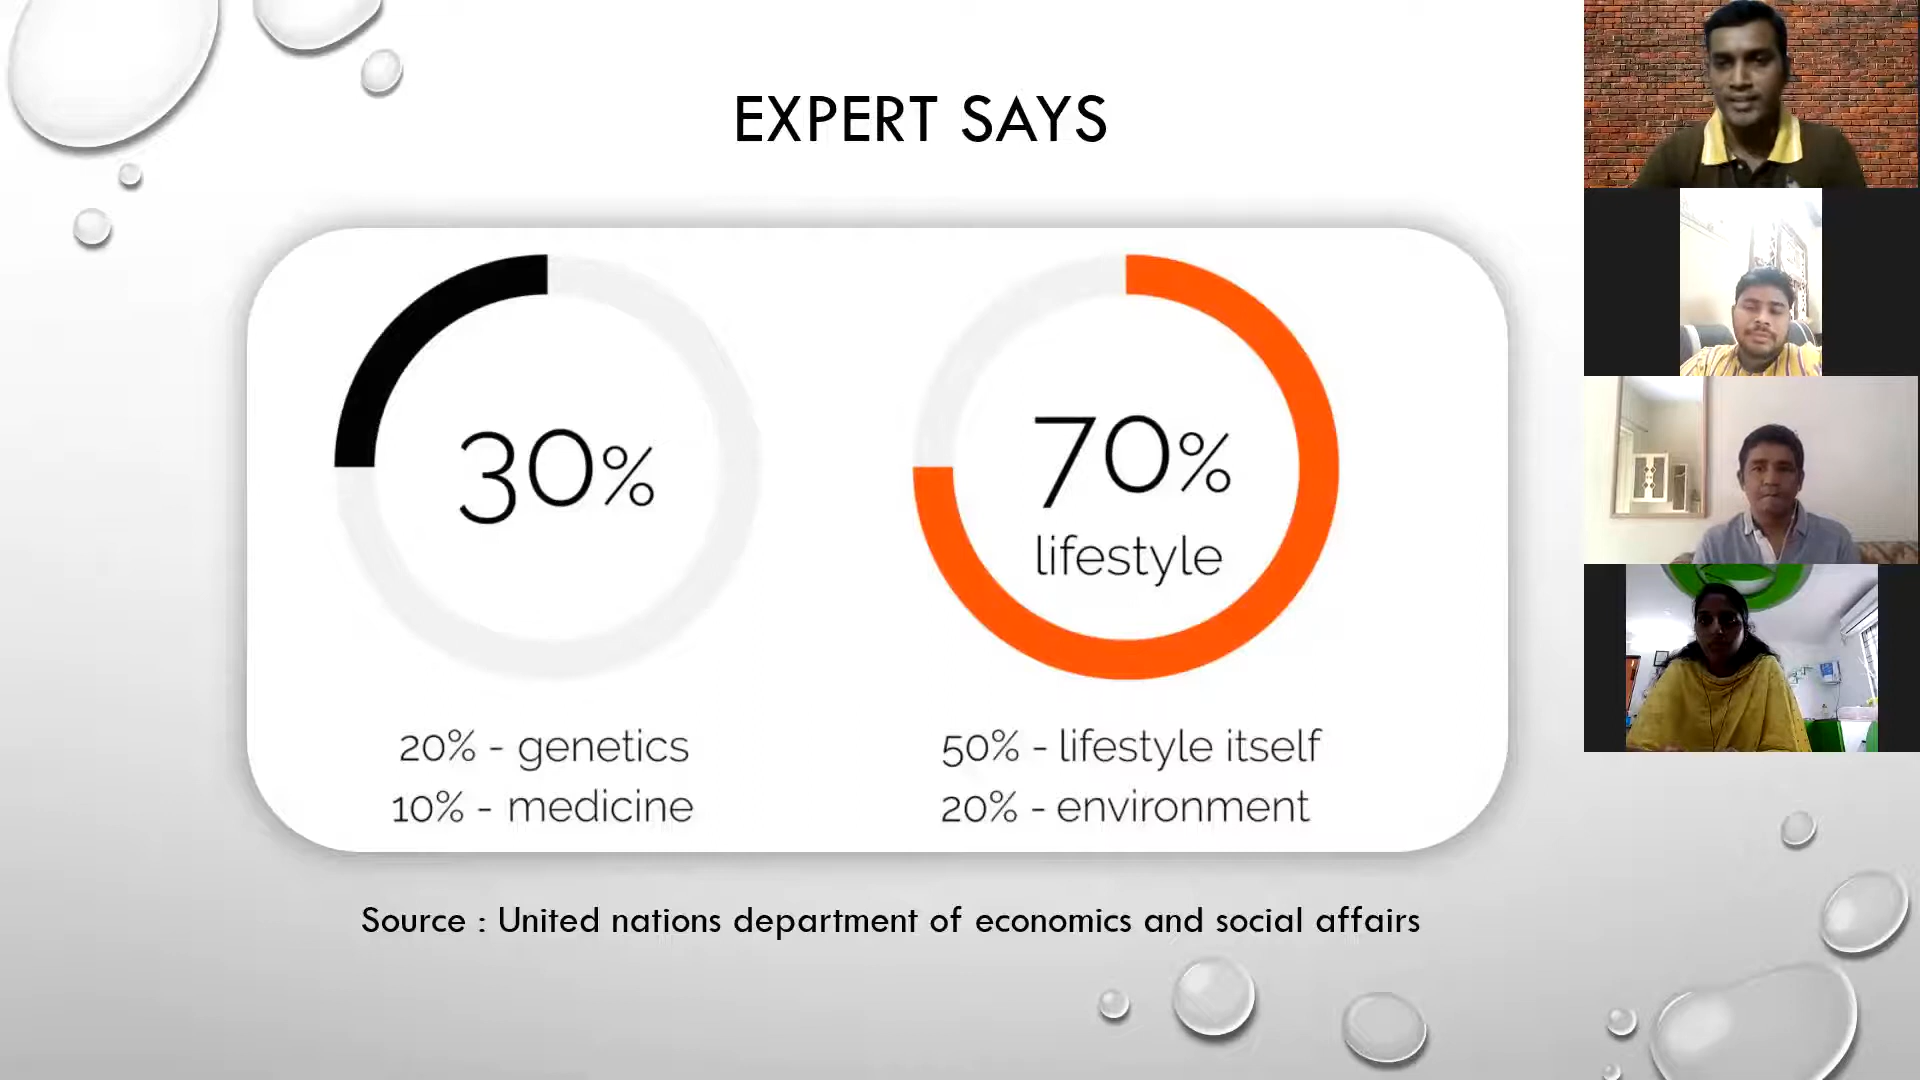 EXPERT SAYS
30%
20% - genetics
10% - medicine
70%
lifestyle
50% - lifestyle itself
20% - environment
Source : United nations department of economics and social affairs